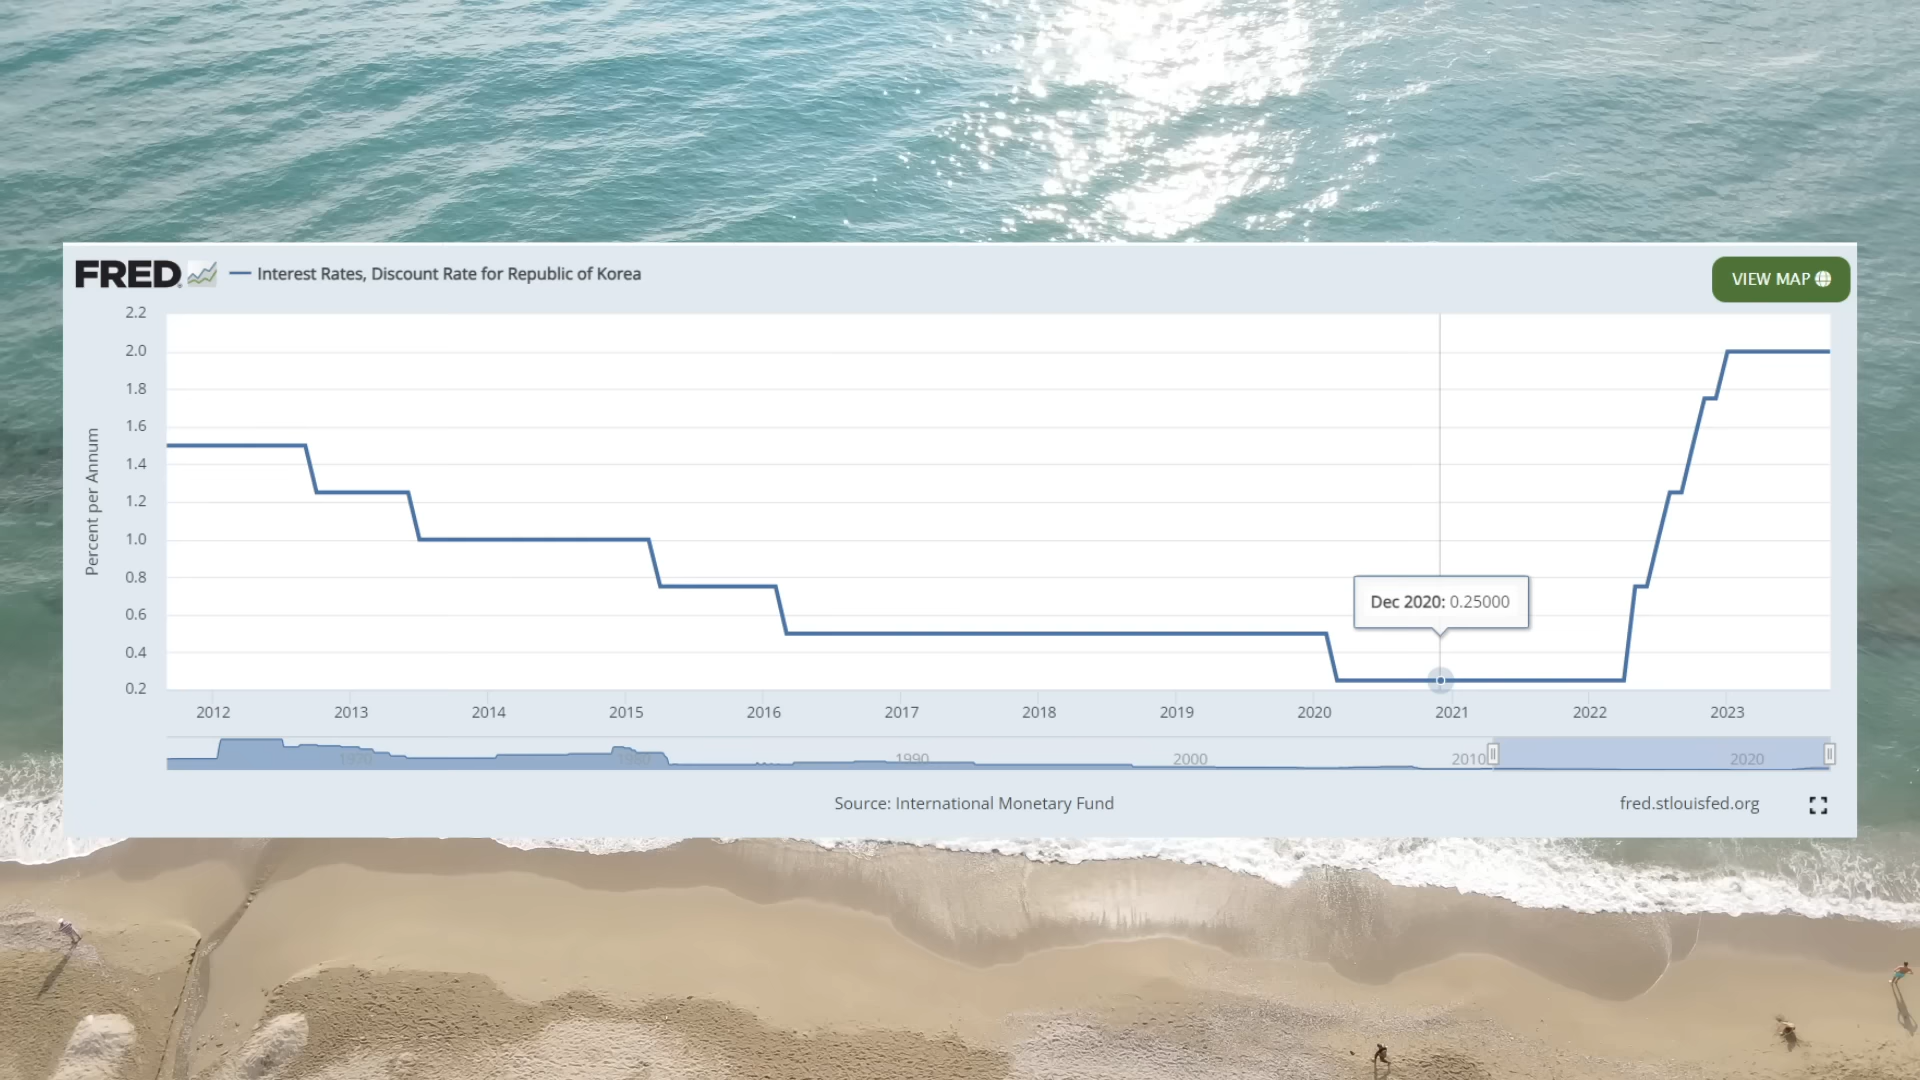 FRED Interest Rates, Discount Rate for Republic of Korea
VIEW MAP
2.2
2.0
1.8
1.6
1.4
1.2
1.0
0.8
0.6
0.4
0.2
Percent per Annum
Dec 2020: 0.25000
2012 2013 2014 2015 2016 2017 2018 2019 2020 2021 2022 2023
1970 1980 1990 2000 2010 2020
Source: International Monetary Fund
fred.stlouisfed.org